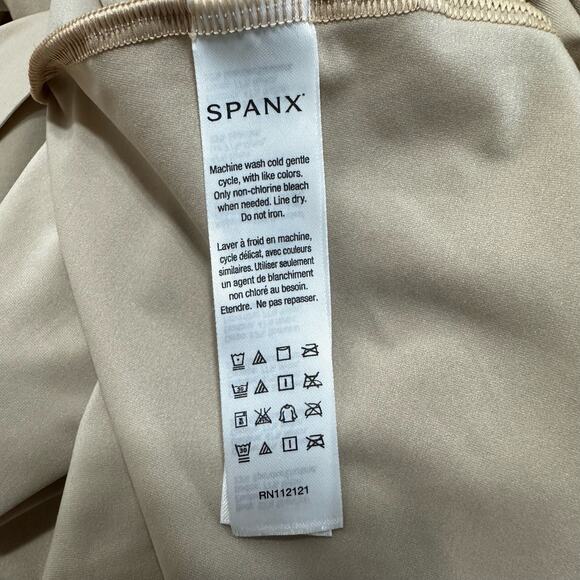 SPANX
Machine wash cold gentle
cycle, with like colors.
Only non-chlorine bleach
when needed. Line dry.
Do not iron.
Laver à froid en machine,
cycle délicat, avec couleurs
similaires. Utiliser seulement
un agent de blanchiment
non chloré au besoin.
Etendre. Ne pas repasser.
30
30
RN112121